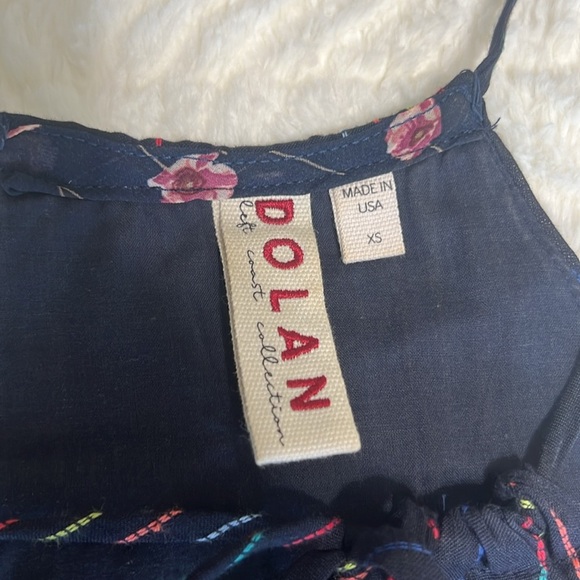 DOLAN
left coast collection
MADE IN
USA
XS